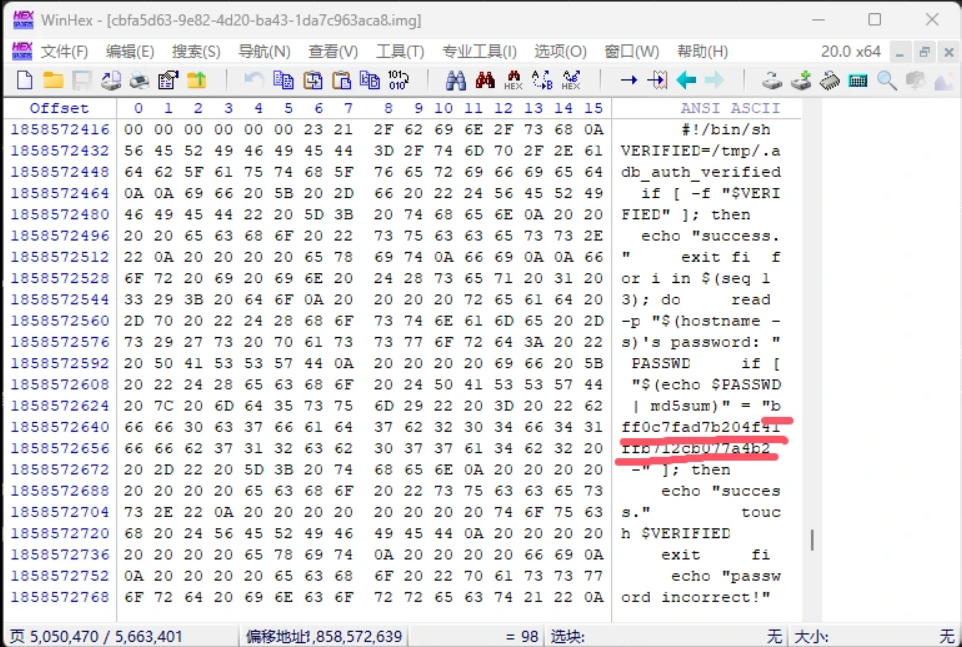 WinHex - [cbfa5d63-9e82-4d20-ba43-1da7c963aca8.img]
文件(F) 编辑(E) 搜索(S) 导航(N) 查看(V) 工具(T) 专业工具(I) 选项(O) 窗口(W) 帮助(H) 20.0 x64
Offset 0 1 2 3 4 5 6 7 8 9 10 11 12 13 14 15 ANSI ASCII
1858572416 00 00 00 00 00 00 23 21 2F 62 69 6E 2F 73 68 0A #!/bin/sh
1858572432 56 45 52 49 46 49 45 44 3D 2F 74 6D 70 2F 2E 61 VERIFIED=/tmp/.a
1858572448 64 62 5F 61 75 74 68 5F 76 65 72 69 66 69 65 64 db_auth_verified
1858572464 0A 0A 69 66 20 5B 20 2D 66 20 22 24 56 45 52 49 if [ -f "$VERI
1858572480 46 49 45 44 22 20 5D 3B 20 74 68 65 6E 0A 20 20 FIED" ]; then
1858572496 20 20 65 63 68 6F 20 22 73 75 63 63 65 73 73 2E echo "success.
1858572512 22 0A 20 20 20 20 65 78 69 74 0A 66 69 0A 0A 66 " exit fi f
1858572528 6F 72 20 69 20 69 6E 20 24 28 73 65 71 20 31 20 or i in $(seq 1
1858572544 33 29 3B 20 64 6F 0A 20 20 20 20 72 65 61 64 20 3); do read
1858572560 2D 70 20 22 24 28 68 6F 73 74 6E 61 6D 65 20 2D -p "$(hostname -
1858572576 73 29 27 73 20 70 61 73 73 77 6F 72 64 3A 20 22 s)'s password: "
1858572592 20 50 41 53 53 57 44 0A 20 20 20 20 69 66 20 5B PASSWD if [
1858572608 20 22 24 28 65 63 68 6F 20 24 50 41 53 53 57 44 "$(echo $PASSWD
1858572624 20 7C 20 6D 64 35 73 75 6D 29 22 20 3D 20 22 62 | md5sum)" = "b
1858572640 66 66 30 63 37 66 61 64 37 62 32 30 34 66 34 31 ff0c7fad7b204f41
1858572656 66 66 62 37 31 32 63 62 30 37 37 61 34 62 32 20 ffb712cb077a4b2
1858572672 20 2D 22 20 5D 3B 20 74 68 65 6E 0A 20 20 20 20 -" ]; then
1858572688 20 20 20 20 65 63 68 6F 20 22 73 75 63 63 65 73 echo "succes
1858572704 73 2E 22 0A 20 20 20 20 20 20 20 20 74 6F 75 63 s." touc
1858572720 68 20 24 56 45 52 49 46 49 45 44 0A 20 20 20 20 h $VERIFIED
1858572736 20 20 20 20 65 78 69 74 0A 20 20 20 20 66 69 0A exit fi
1858572752 0A 20 20 20 20 65 63 68 6F 20 22 70 61 73 73 77 echo "passw
1858572768 6F 72 64 20 69 6E 63 6F 72 72 65 63 74 21 22 0A ord incorrect!"
页 5,050,470 / 5,663,401 偏移地址 1,858,572,639 = 98 选块: 无 大小: 无